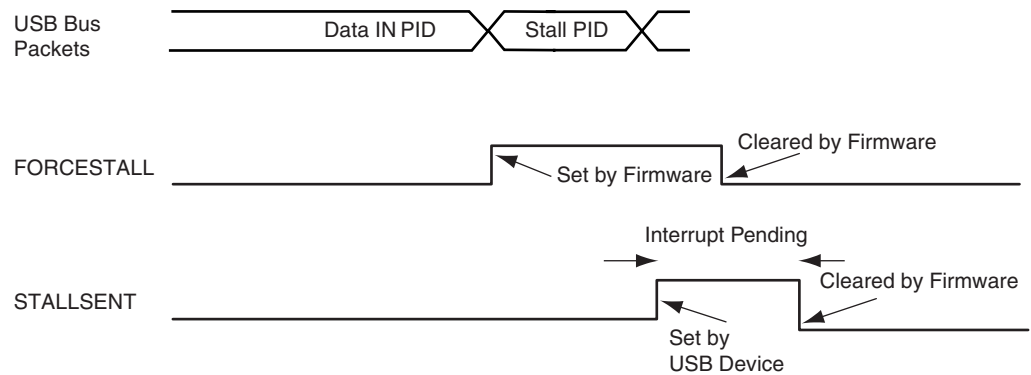 USB Bus
Packets
Data IN PID
Stall PID
Cleared by Firmware
FORCESTALL
Set by Firmware
Interrupt Pending
Cleared by Firmware
STALLSENT
Set by
USB Device